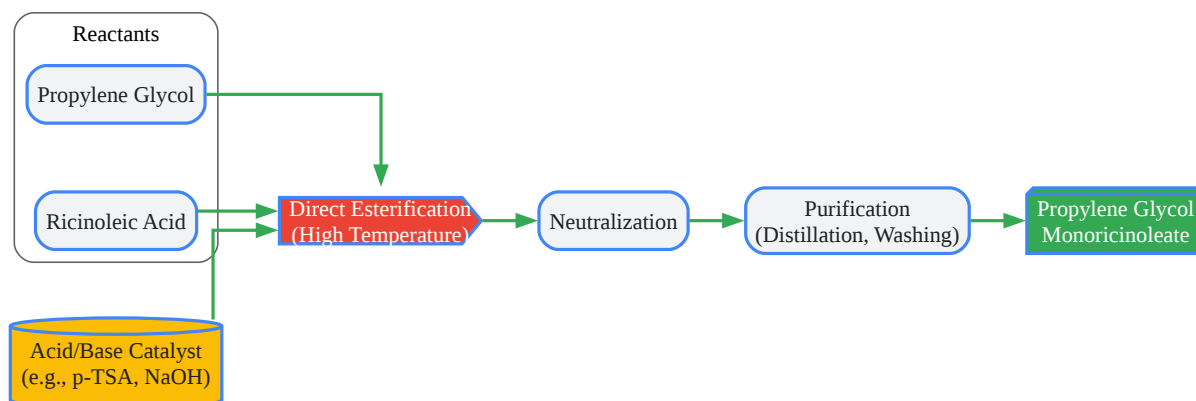 Reactants
Propylene Glycol
Ricinoleic Acid
Direct Esterification
(High Temperature)
Neutralization
Purification
(Distillation, Washing)
Propylene Glycol
Monoricinoleate
Acid/Base Catalyst
(e.g., p-TSA, NaOH)